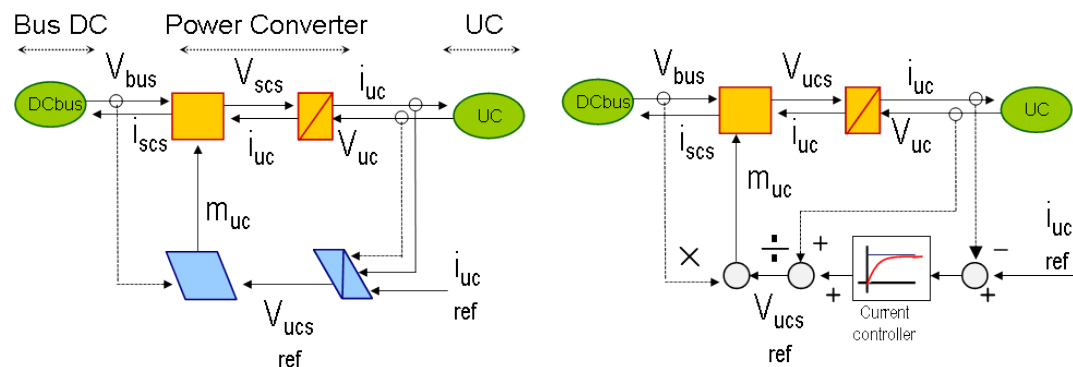 Bus DC
Power Converter
UC
V bus
V scs
i uc
DCbus
UC
i scs
i uc
V uc
m uc
V ucs ref
i uc ref
V bus
V ucs
i uc
DCbus
UC
i scs
i uc
V uc
m uc
× ÷ + −
i uc ref
+ +
V ucs ref
Current
controller